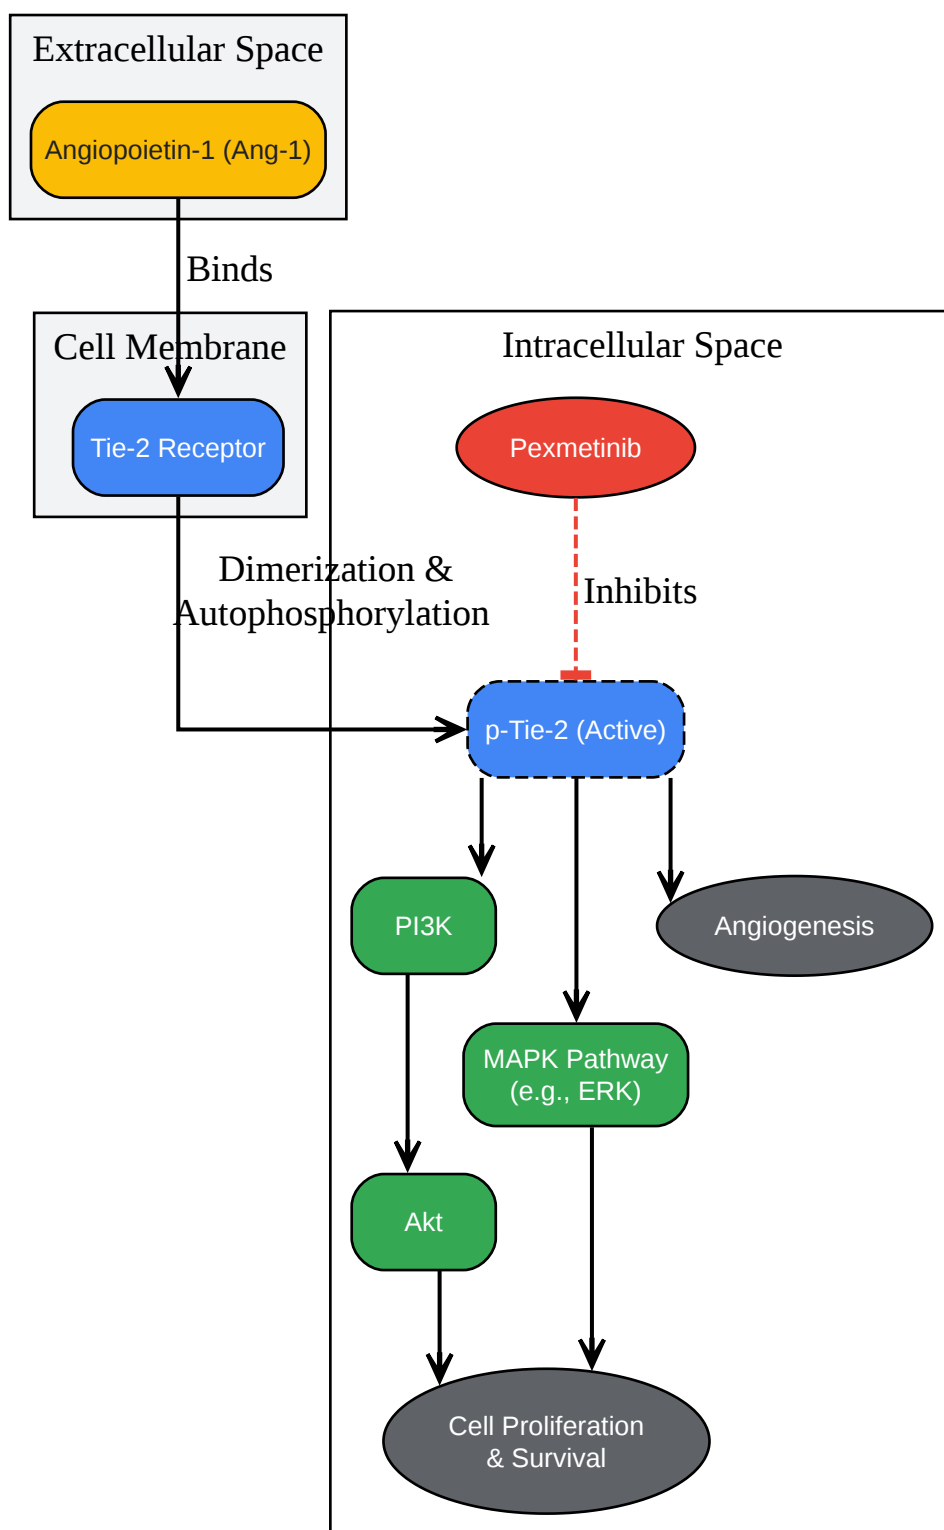 Extracellular Space
Angiopoietin-1 (Ang-1)
Binds
Cell Membrane
Intracellular Space
Tie-2 Receptor
Pexmetinib
Dimerization &
Autophosphorylation
Inhibits
p-Tie-2 (Active)
PI3K
Angiogenesis
MAPK Pathway
(e.g., ERK)
Akt
Cell Proliferation
& Survival